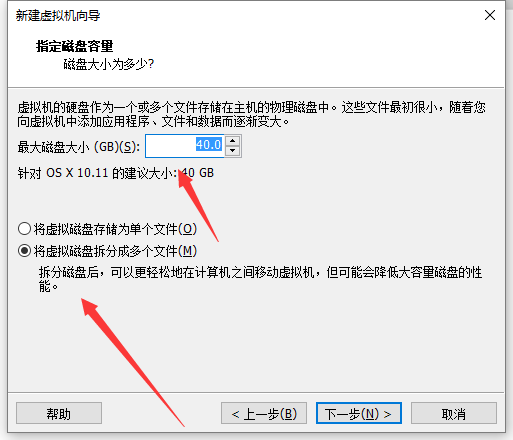 新建虚拟机向导
指定磁盘容量
磁盘大小为多少?
虚拟机的硬盘作为一个或多个文件存储在主机的物理磁盘中。这些文件最初很小，随着您
向虚拟机中添加应用程序、文件和数据而逐渐变大。
最大磁盘大小 (GB)(S): 40.0
针对 OS X 10.11 的建议大小: 40 GB
将虚拟磁盘存储为单个文件(O)
将虚拟磁盘拆分成多个文件(M)
拆分磁盘后，可以更轻松地在计算机之间移动虚拟机，但可能会降低大容量磁盘的性
能。
帮助 < 上一步(B) 下一步(N) > 取消